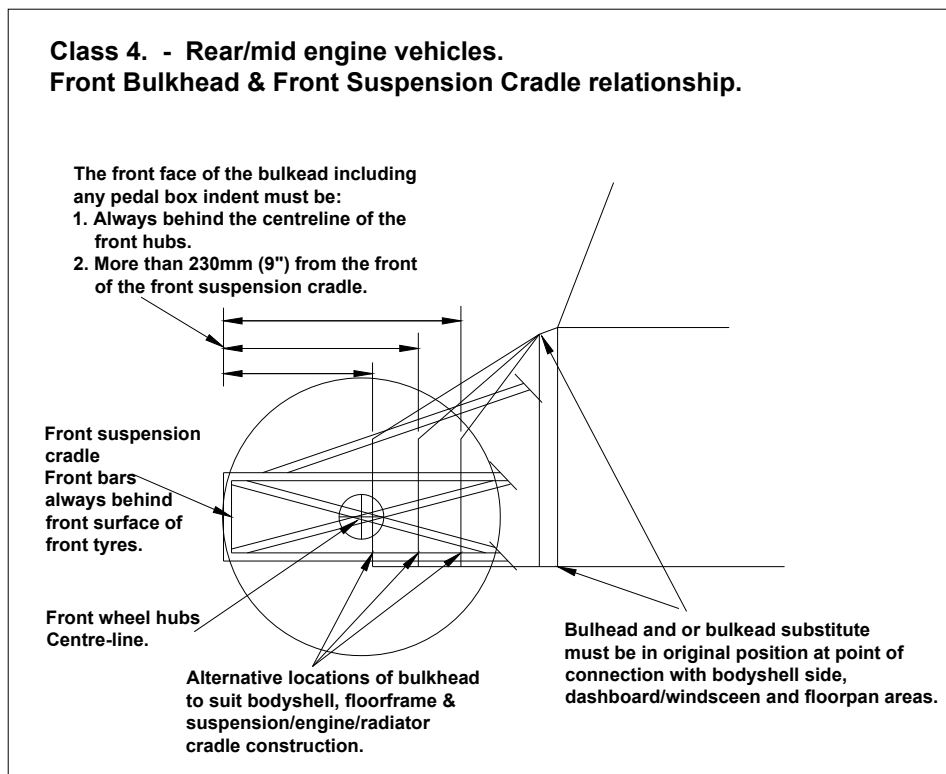 Class 4.  -  Rear/mid engine vehicles.
Front Bulkhead & Front Suspension Cradle relationship.
The front face of the bulkead including
any pedal box indent must be:
1. Always behind the centreline of the
front hubs.
2. More than 230mm (9") from the front
of the front suspension cradle.
Front suspension
cradle
Front bars
always behind
front surface of
front tyres.
Front wheel hubs
Centre-line.
Alternative locations of bulkhead
to suit bodyshell, floorframe &
suspension/engine/radiator
cradle construction.
Bulhead and or bulkead substitute
must be in original position at point of
connection with bodyshell side,
dashboard/windsceen and floorpan areas.